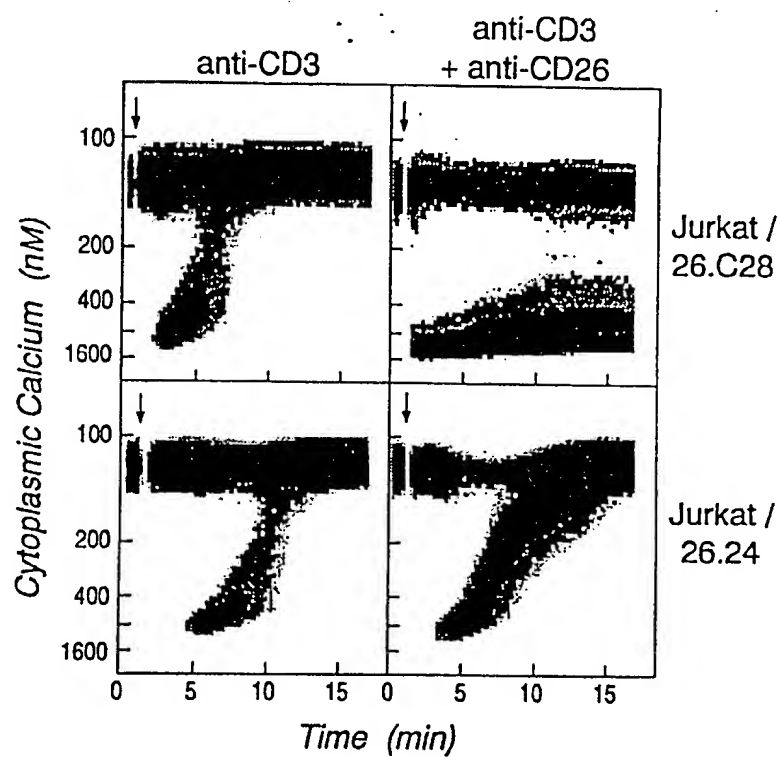 anti-CD3
anti-CD3
+ anti-CD26
100
200
400
1600
Jurkat /
26.C28
100
200
400
1600
Jurkat /
26.24
Cytoplasmic Calcium (nM)
0 5 10 15 0 5 10 15
Time (min)